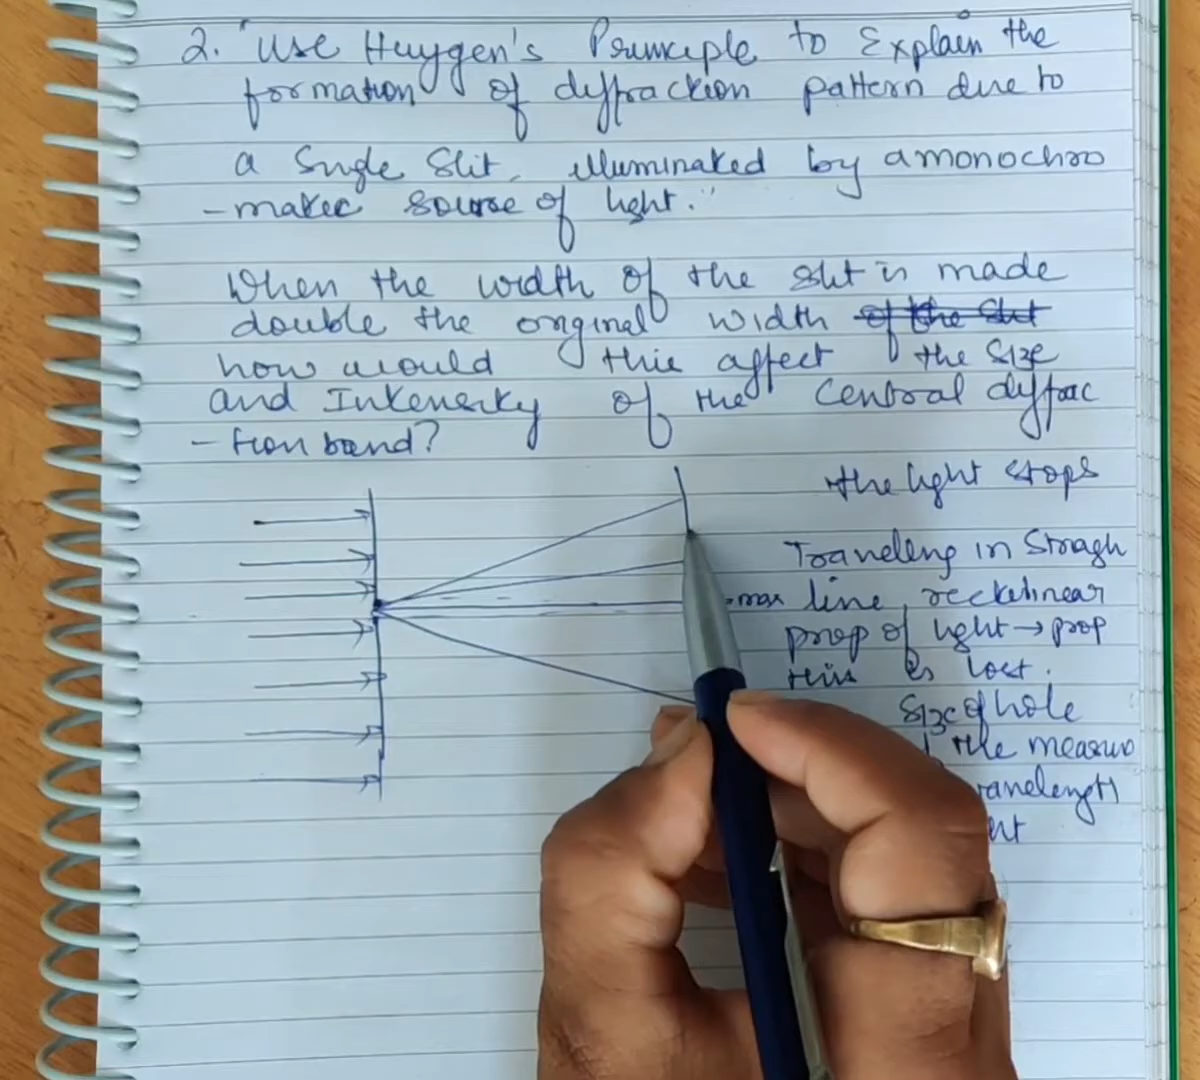 2. "Use Huygen's Principle to Explain the
formation of diffraction pattern due to
a Single Slit, illuminated by a monochro
-matic source of light."
When the width of the slit is made
double the original width of the slit
how would this affect the size
and Intensity of the central diffrac
-tion band?
the light stops
Traveleng in Straigh
max line, rectelinear
prop of light → prop
this is lost.
Size of hole
the measuro
wavelength